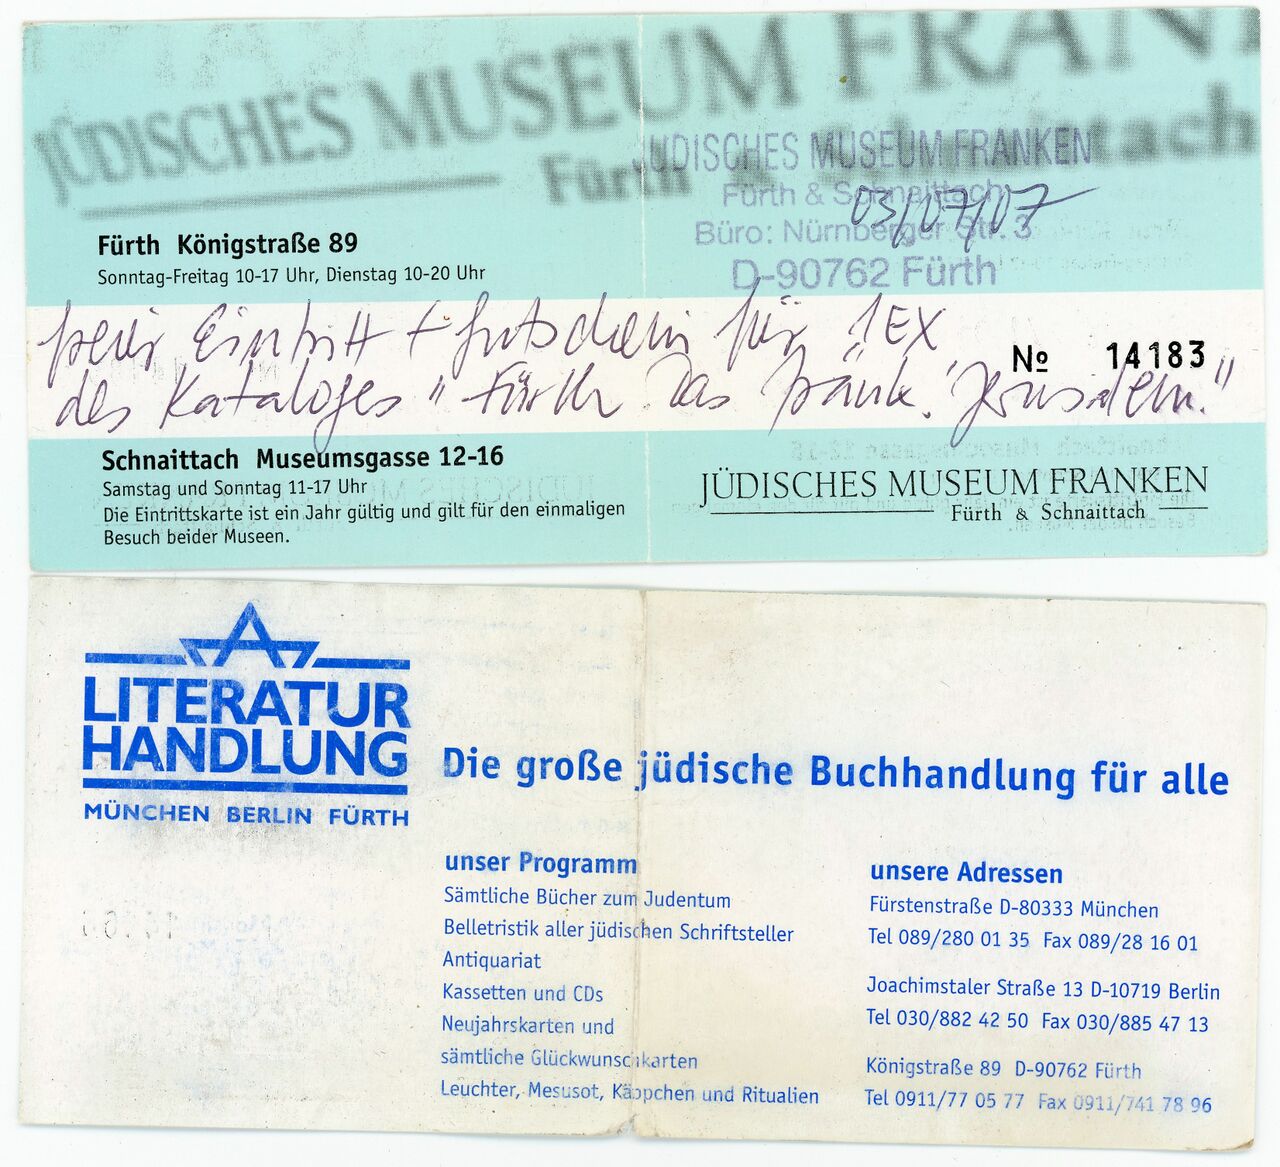 JÜDISCHES MUSEUM FRANK
Fürth & Schnaittach
JÜDISCHES MUSEUM FRANKEN
Fürth & Schnaittach
03/07/07
Büro: Nürnberger Str. 3
D-90762 Fürth
Fürth Königstraße 89
Sonntag-Freitag 10-17 Uhr, Dienstag 10-20 Uhr
freier Eintritt + Gutschein für 1EX
des Kataloges "Fürth Das fränk. Jerusalem."
No 14183
Schnaittach Museumsgasse 12-16
Samstag und Sonntag 11-17 Uhr
Die Eintrittskarte ist ein Jahr gültig und gilt für den einmaligen
Besuch beider Museen.
JÜDISCHES MUSEUM FRANKEN
Fürth & Schnaittach
LITERATUR
HANDLUNG
MÜNCHEN BERLIN FÜRTH
Die große jüdische Buchhandlung für alle
unser Programm
Sämtliche Bücher zum Judentum
Belletristik aller jüdischen Schriftsteller
Antiquariat
Kassetten und CDs
Neujahrskarten und
sämtliche Glückwunschkarten
Leuchter, Mesusot, Käppchen und Ritualien
unsere Adressen
Fürstenstraße D-80333 München
Tel 089/280 01 35 Fax 089/28 16 01
Joachimstaler Straße 13 D-10719 Berlin
Tel 030/882 42 50 Fax 030/885 47 13
Königstraße 89 D-90762 Fürth
Tel 0911/77 05 77 Fax 0911/741 78 96